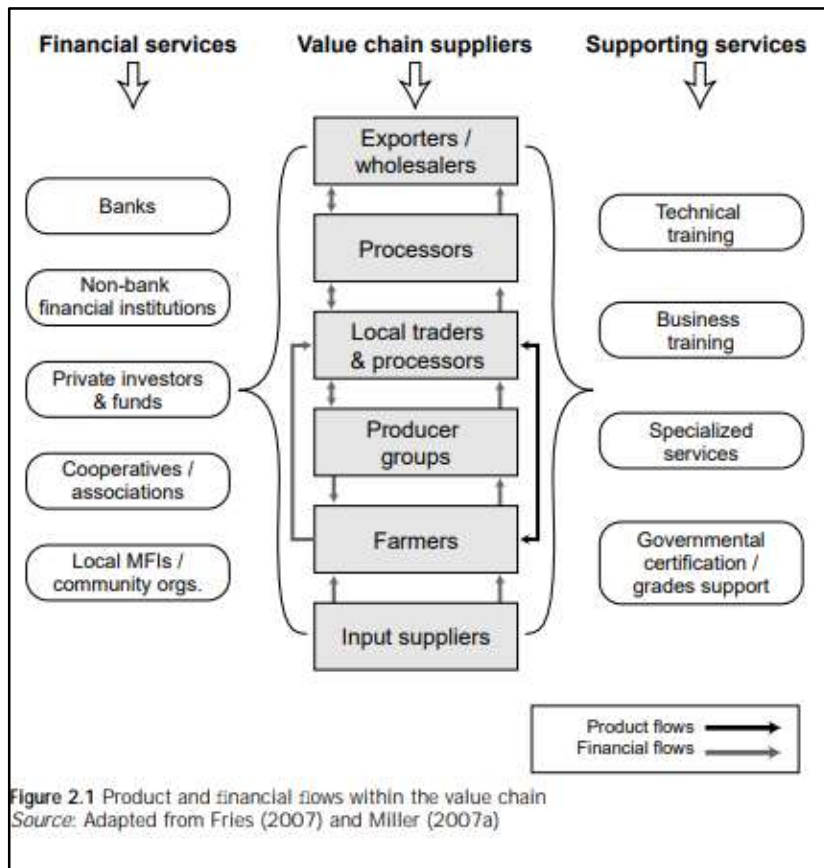 Financial services
Value chain suppliers
Supporting services
Exporters /
wholesalers
Processors
Local traders
& processors
Producer
groups
Farmers
Input suppliers
Banks
Non-bank
financial institutions
Private investors
& funds
Cooperatives /
associations
Local MFIs /
community orgs.
Technical
training
Business
training
Specialized
services
Governmental
certification /
grades support
Product flows
Financial flows
Figure 2.1 Product and financial flows within the value chain
Source: Adapted from Fries (2007) and Miller (2007a)